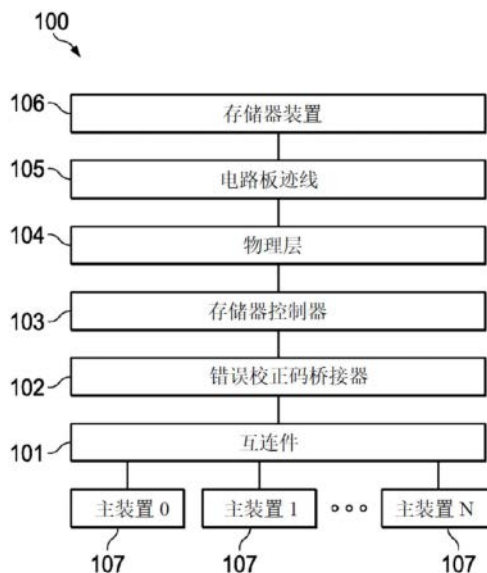 100
106
存储器装置
105
电路板迹线
104
物理层
103
存储器控制器
102
错误校正码桥接器
101
互连件
主装置 0
主装置 1
主装置 N
107
107
107